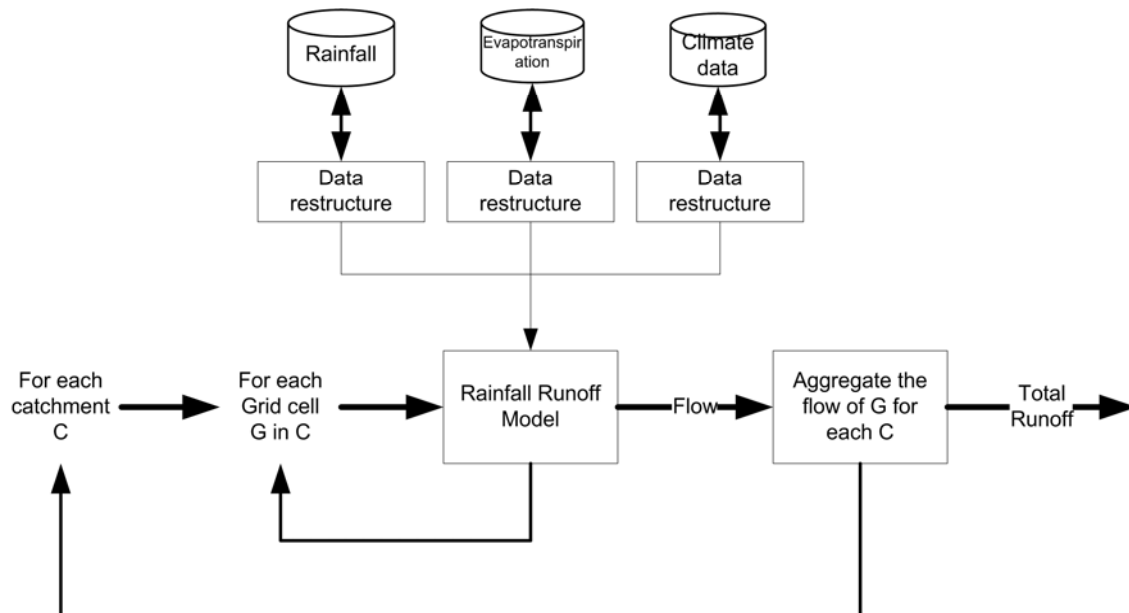 Rainfall
Evapotranspir
ation
Climate
data
Data
restructure
Data
restructure
Data
restructure
For each
catchment
C
For each
Grid cell
G in C
Rainfall Runoff
Model
Flow
Aggregate the
flow of G for
each C
Total
Runoff